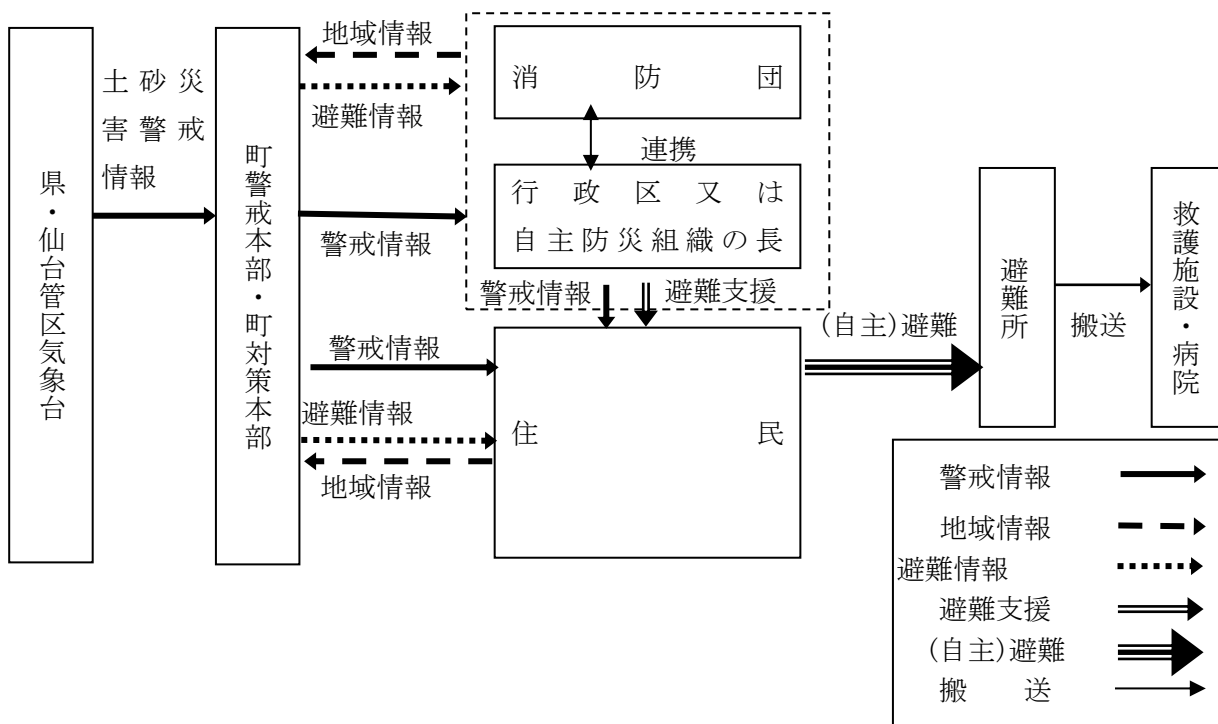 県・仙台管区気象台
土砂災
害警戒
情報
町警戒本部・町対策本部
地域情報
避難情報
警戒情報
消防団
連携
行政区又は
自主防災組織の長
警戒情報
避難支援
警戒情報
避難情報
地域情報
住民
(自主)避難
避難所
搬送
救護施設・病院
警戒情報
地域情報
避難情報
避難支援
(自主)避難
搬送